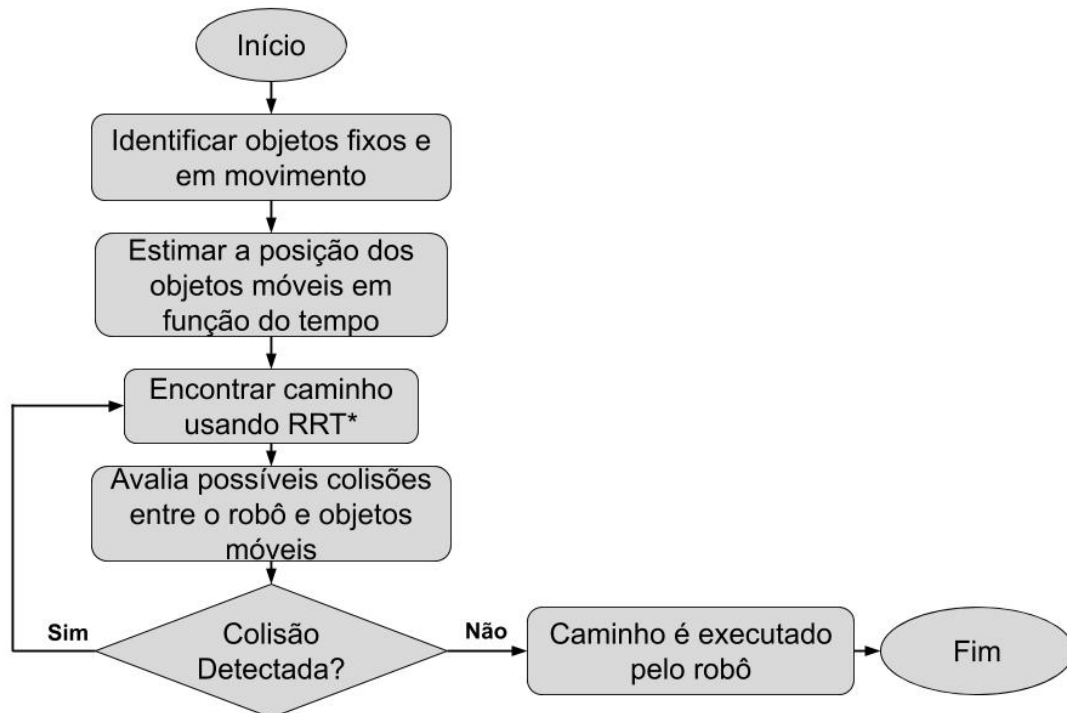 Início
Identificar objetos fixos e
em movimento
Estimar a posição dos
objetos móveis em
função do tempo
Encontrar caminho
usando RRT*
Avalia possíveis colisões
entre o robô e objetos
móveis
Colisão
Detectada?
Sim
Não
Caminho é executado
pelo robô
Fim